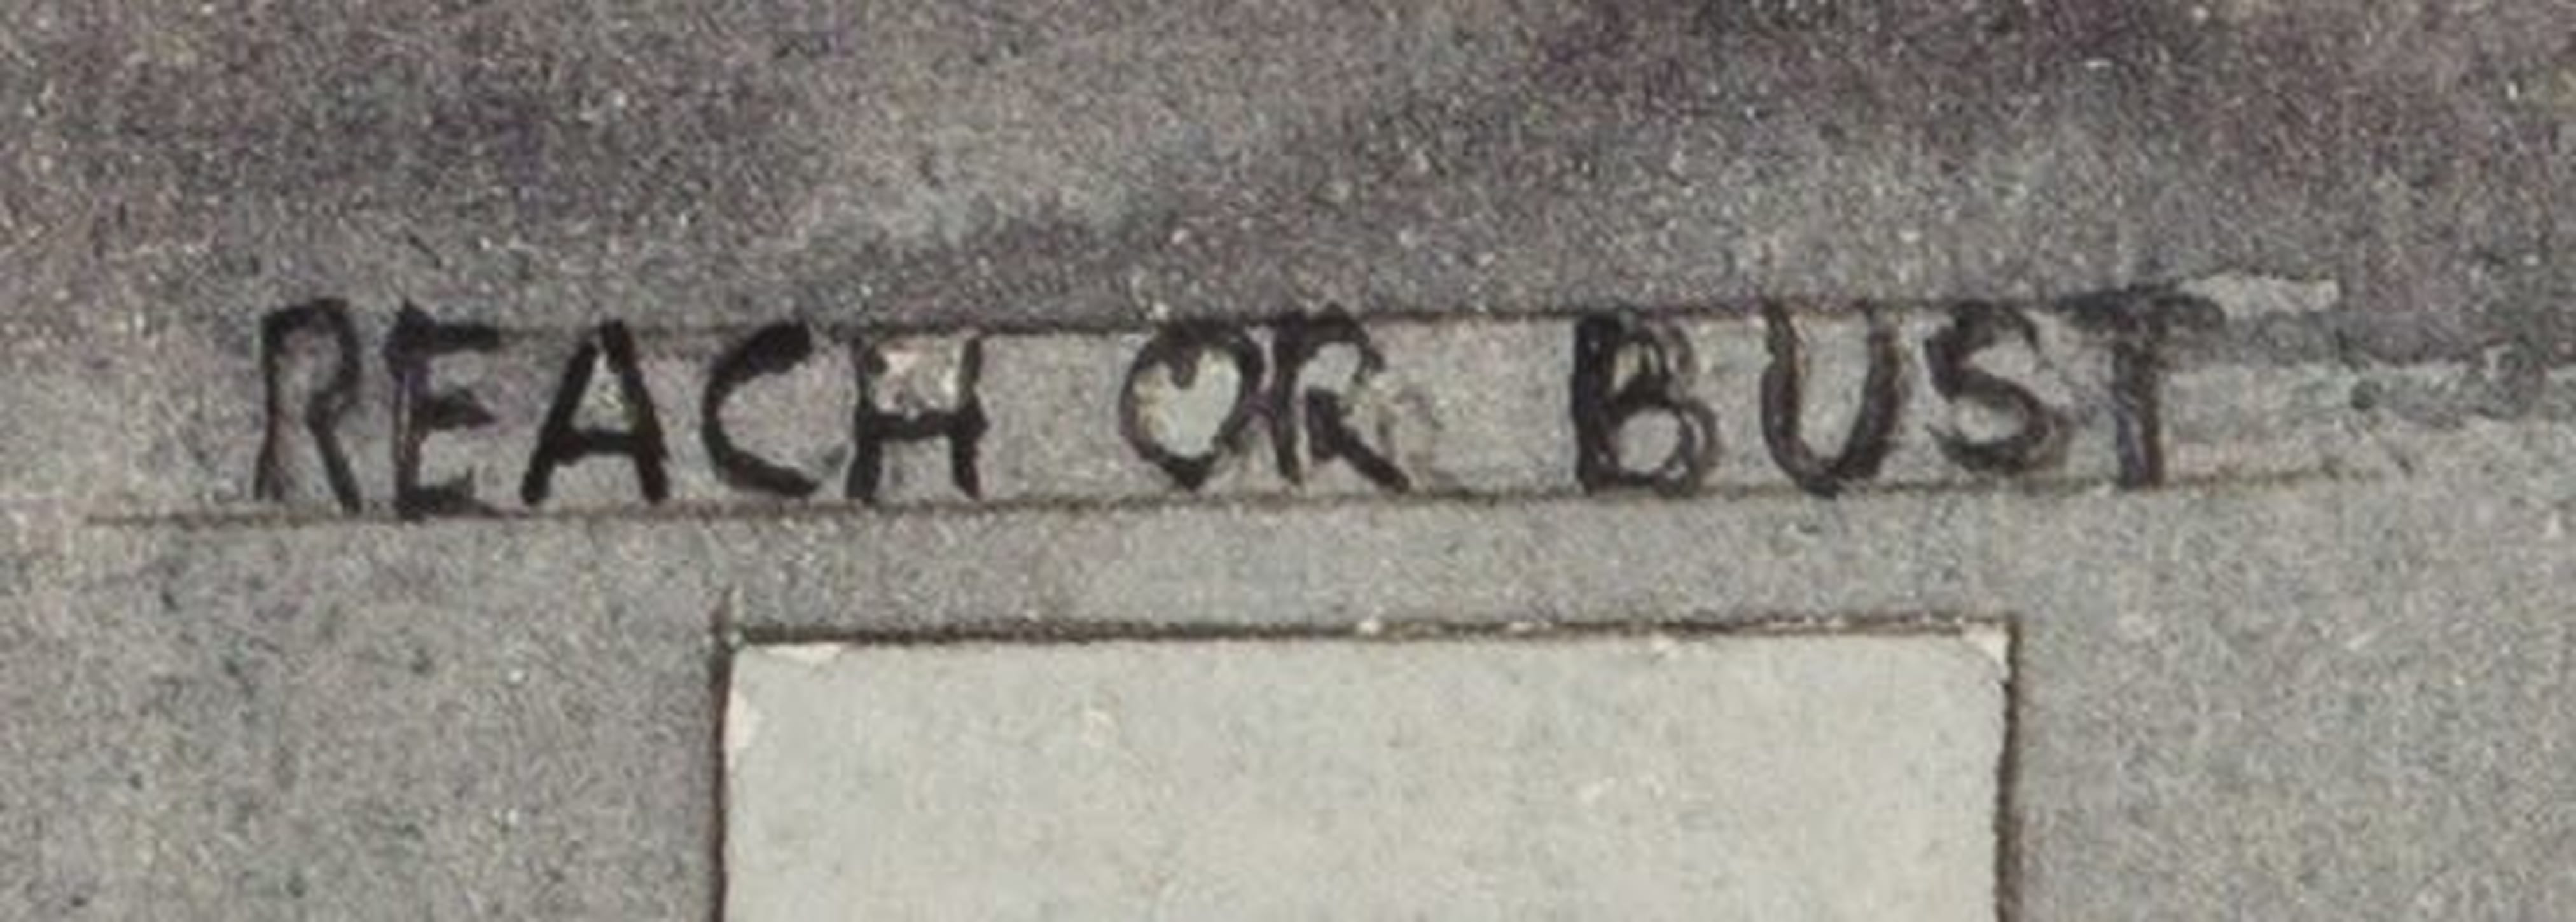 REACH OR BUST